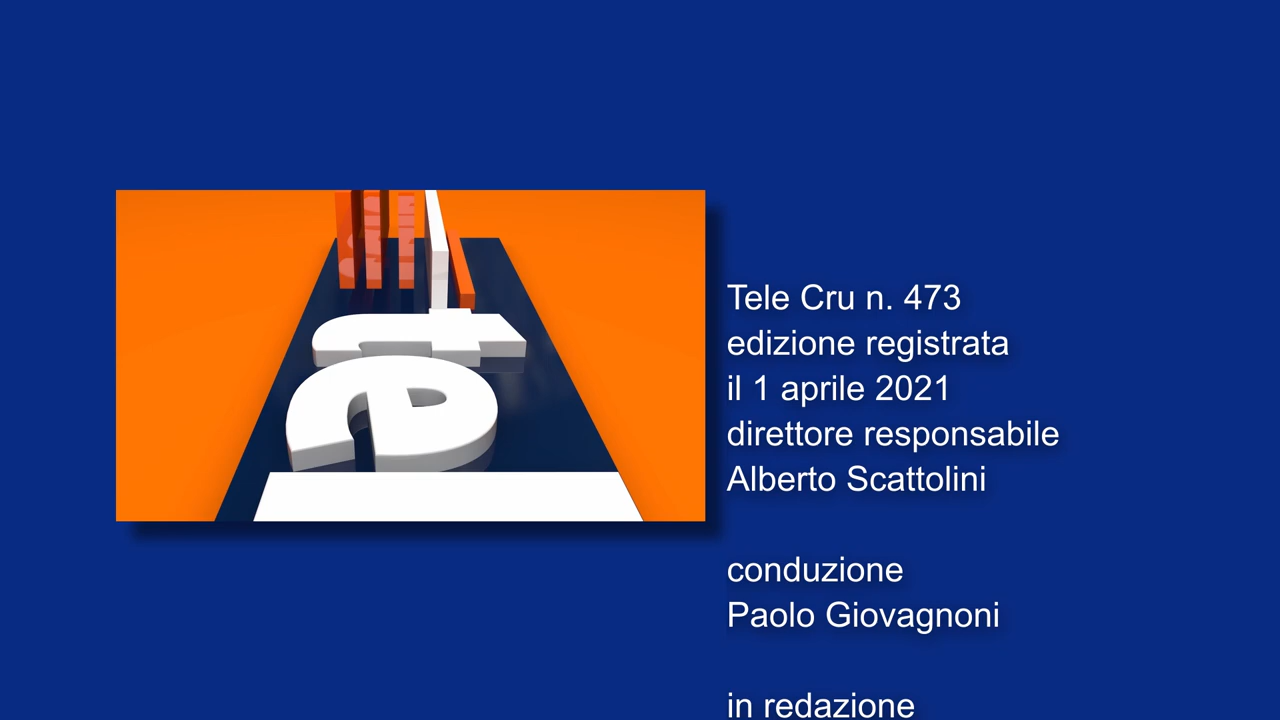 Tele Cru n. 473
edizione registrata
il 1 aprile 2021
direttore responsabile
Alberto Scattolini
conduzione
Paolo Giovagnoni
in redazione